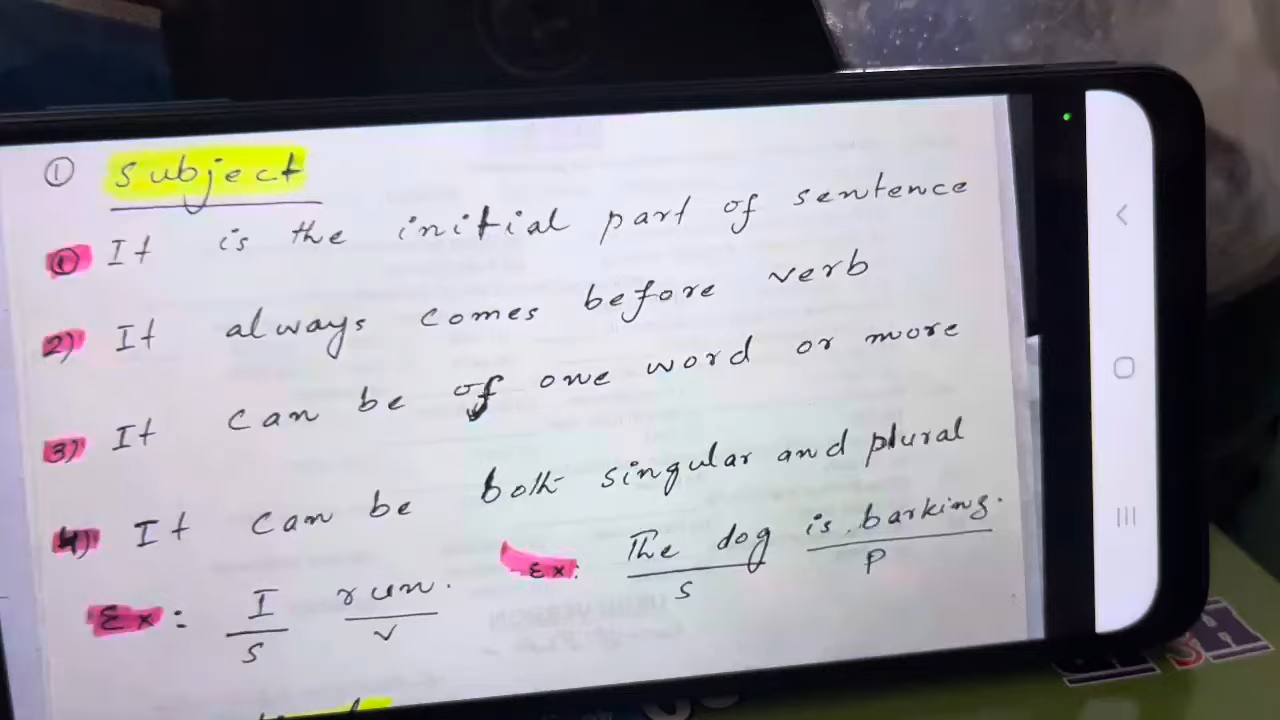 ① Subject
① It is the initial part of sentence
2) It always comes before verb
3) It can be of one word or more
4) It can be both singular and plural
Ex: I run. Ex: The dog is barking.
S V S P